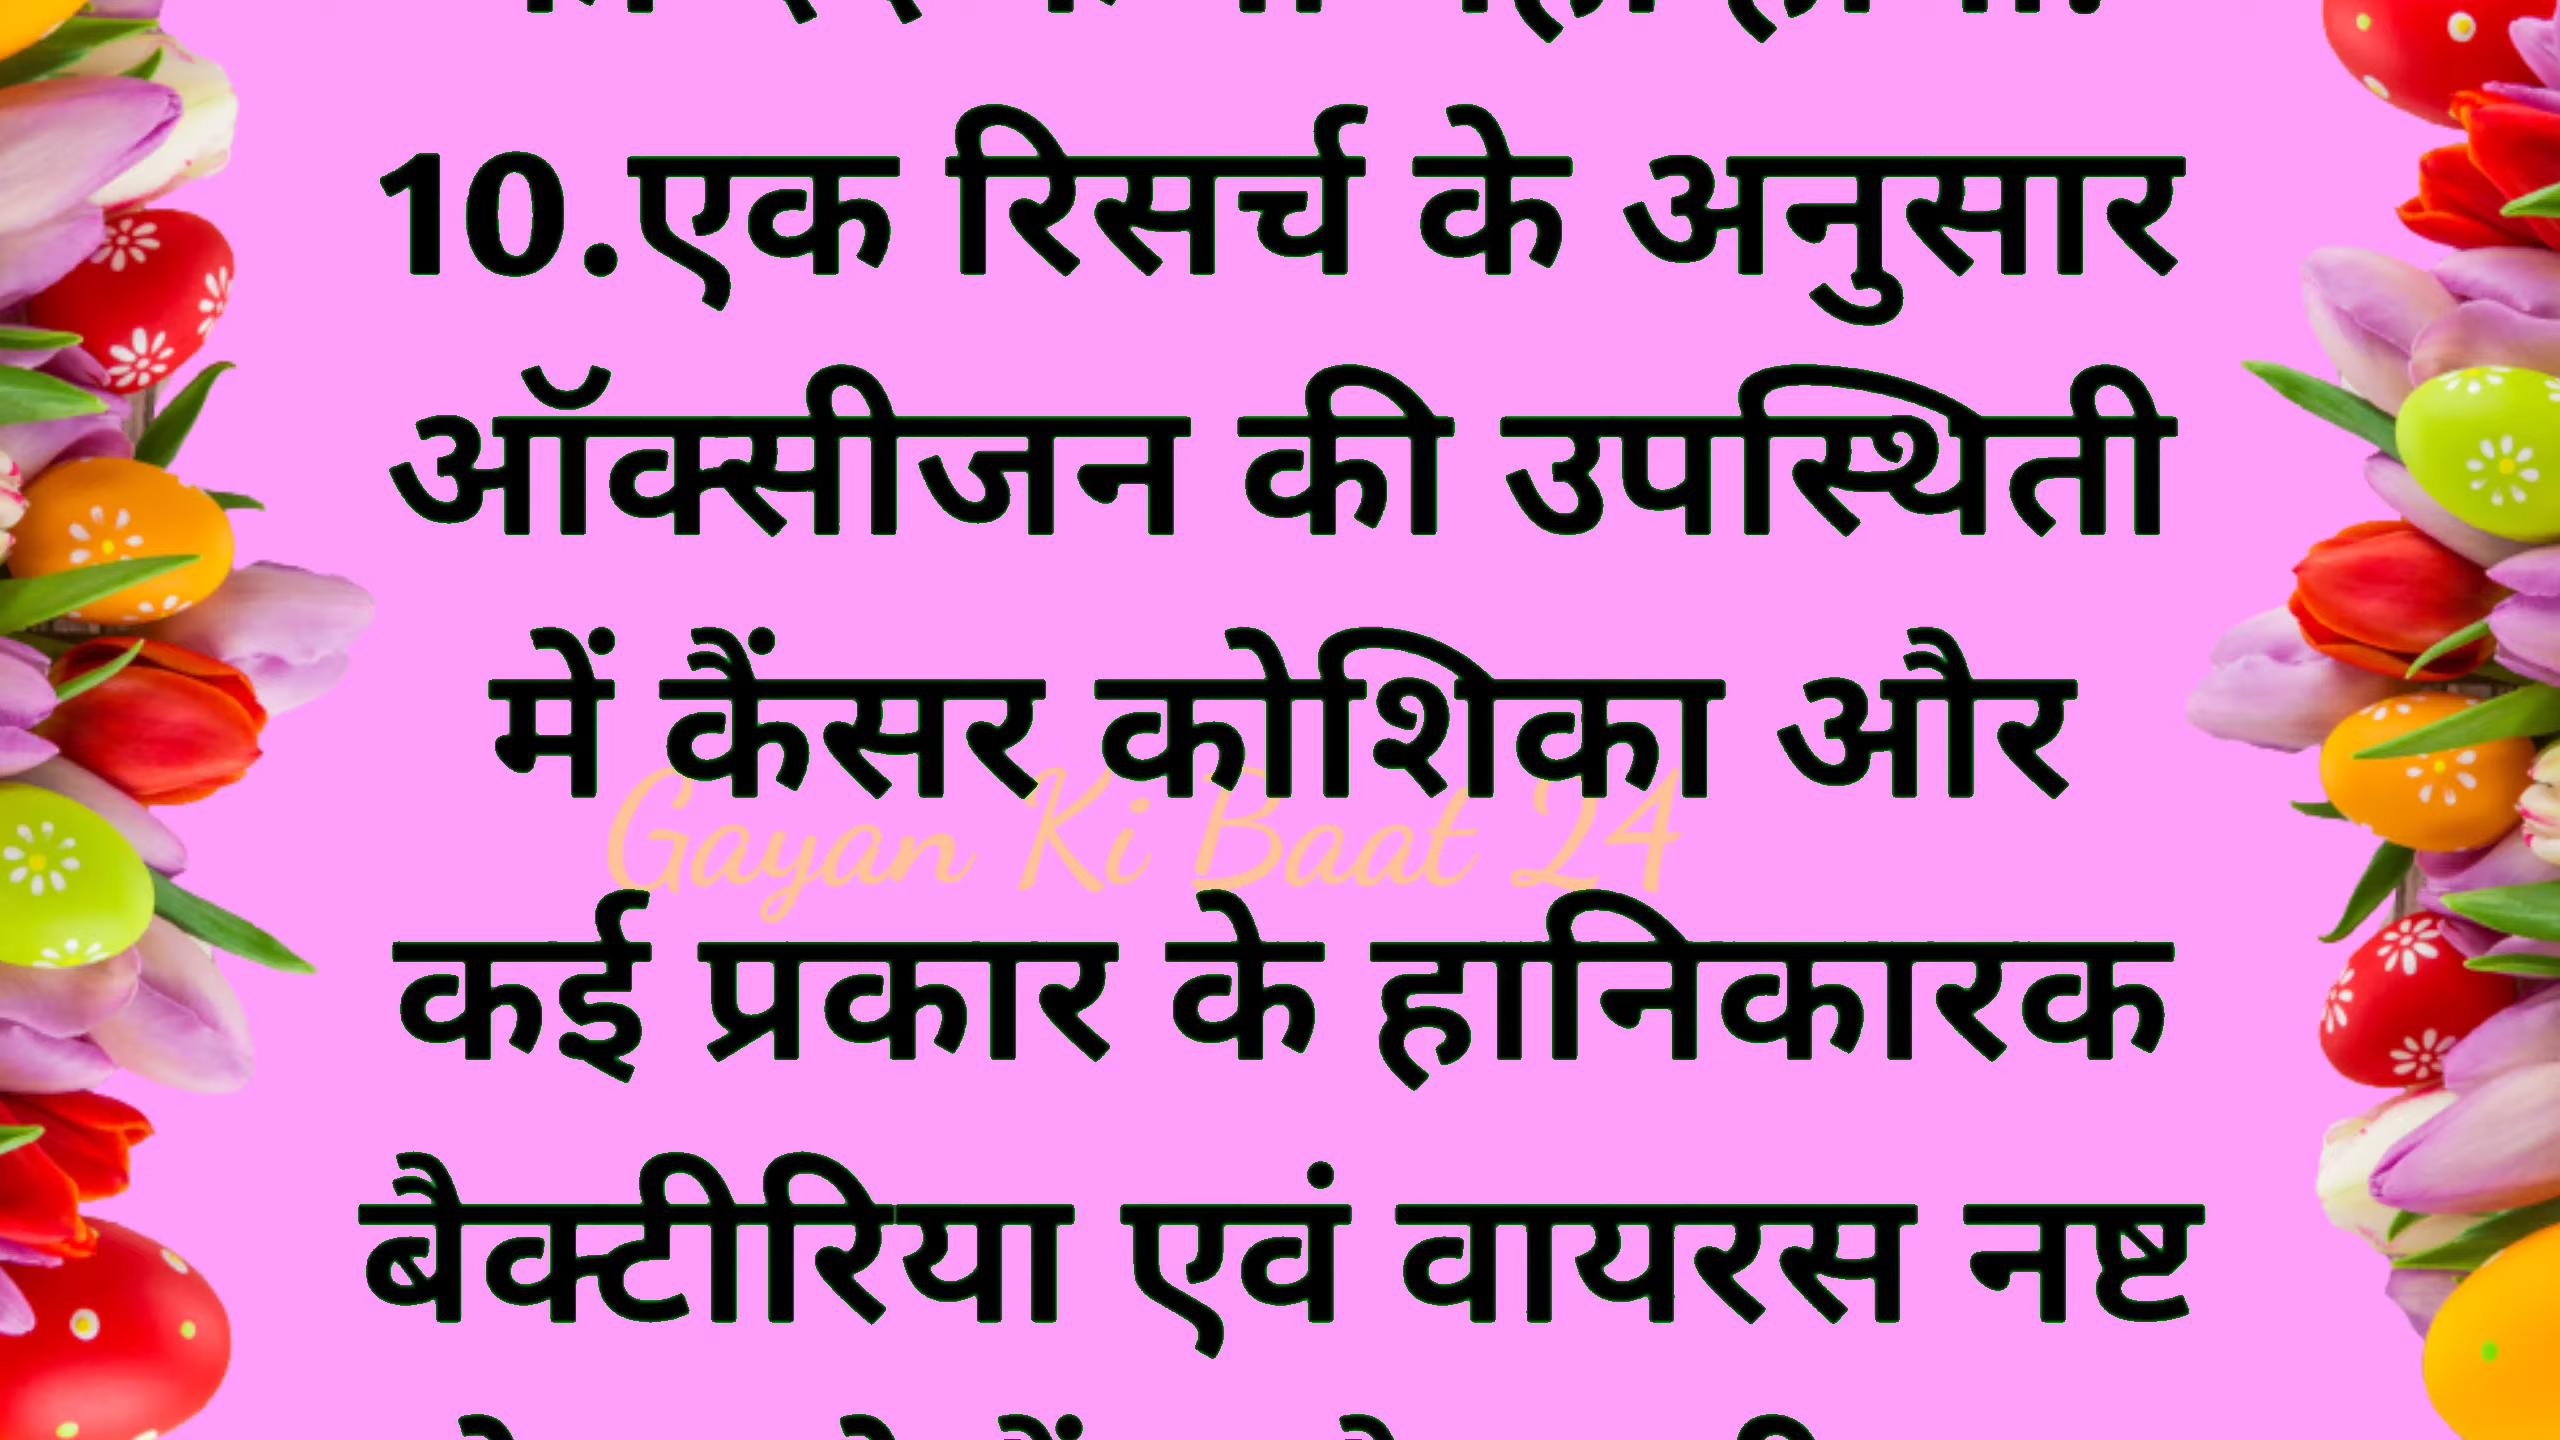 10.एक रिसर्च के अनुसार
ऑक्सीजन की उपस्थिती
में कैंसर कोशिका और
Gayan Ki Baat 24
कई प्रकार के हानिकारक
बैक्टीरिया एवं वायरस नष्ट